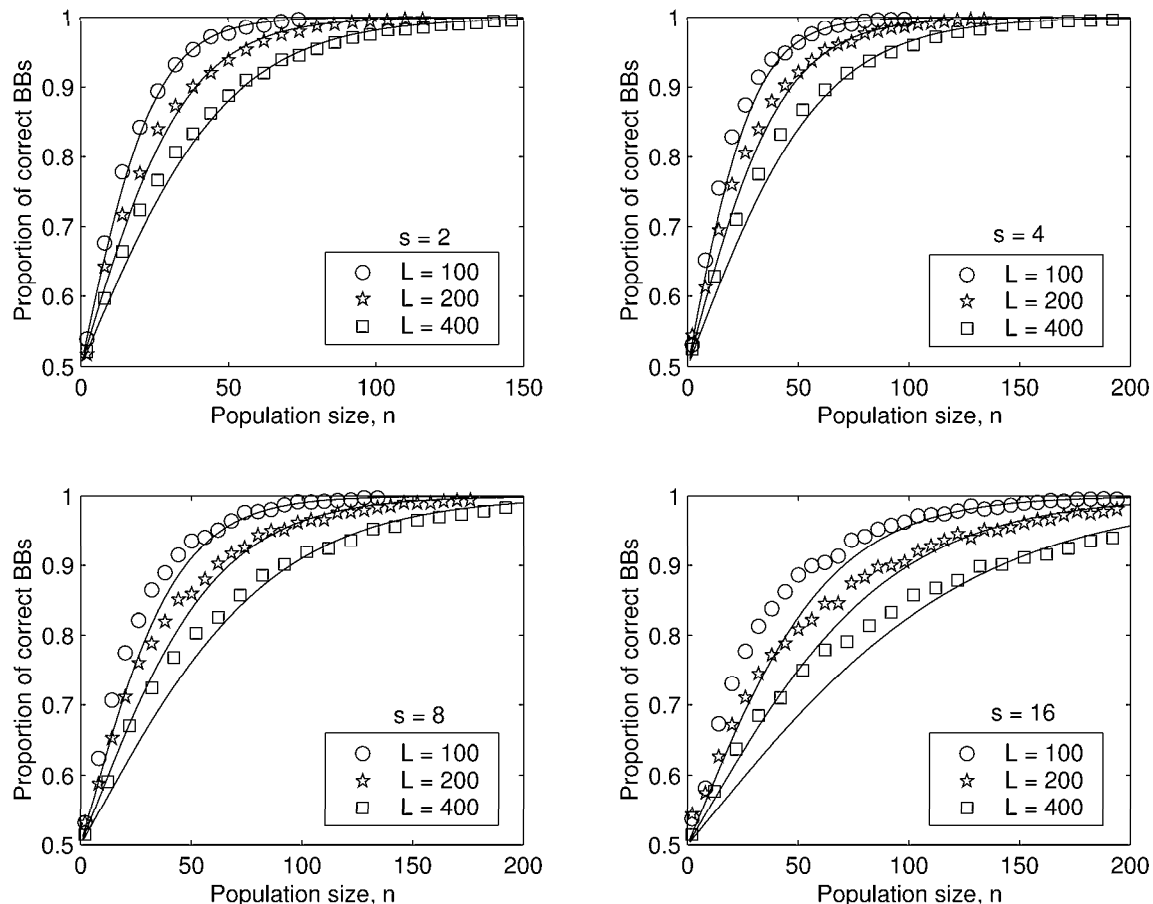 1
0.9
0.8
0.7
0.6
0.5
Proportion of correct BBs
s = 2
L = 100
L = 200
L = 400
0 50 100 150
Population size, n
1
0.9
0.8
0.7
0.6
0.5
Proportion of correct BBs
s = 4
L = 100
L = 200
L = 400
0 50 100 150 200
Population size, n
1
0.9
0.8
0.7
0.6
0.5
Proportion of correct BBs
s = 8
L = 100
L = 200
L = 400
0 50 100 150 200
Population size, n
1
0.9
0.8
0.7
0.6
0.5
Proportion of correct BBs
s = 16
L = 100
L = 200
L = 400
0 50 100 150 200
Population size, n